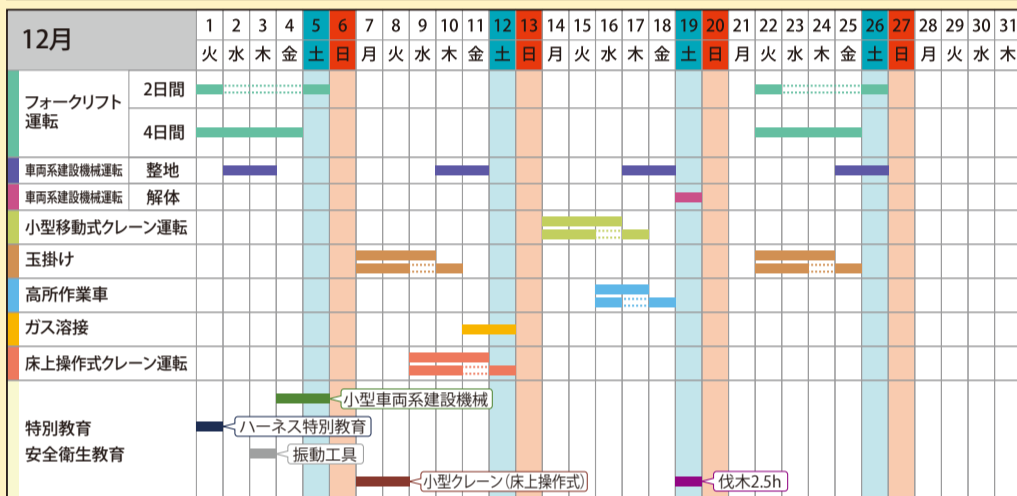 12月
1 2 3 4 5 6 7 8 9 10 11 12 13 14 15 16 17 18 19 20 21 22 23 24 25 26 27 28 29 30 31
火 水 木 金 土 日 月 火 水 木 金 土 日 月 火 水 木 金 土 日 月 火 水 木 金 土 日 月 火 水 木
フォークリフト
運転
2日間
4日間
車両系建設機械運転 整地
車両系建設機械運転 解体
小型移動式クレーン運転
玉掛け
高所作業車
ガス溶接
床上操作式クレーン運転
小型車両系建設機械
特別教育
ハーネス特別教育
安全衛生教育
振動工具
小型クレーン(床上操作式)
伐木2.5h